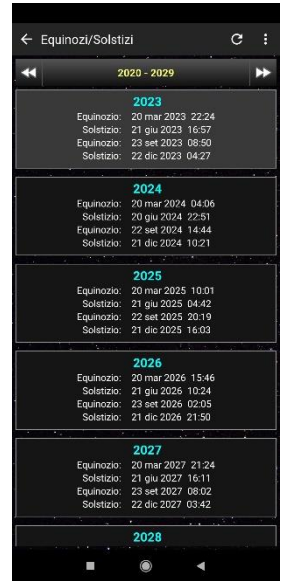 Equinozi/Solstizi
2020 - 2029
2023
Equinozio: 20 mar 2023 22:24
Solstizio: 21 giu 2023 16:57
Equinozio: 23 set 2023 08:50
Solstizio: 22 dic 2023 04:27
2024
Equinozio: 20 mar 2024 04:06
Solstizio: 20 giu 2024 22:51
Equinozio: 22 set 2024 14:44
Solstizio: 21 dic 2024 10:21
2025
Equinozio: 20 mar 2025 10:01
Solstizio: 21 giu 2025 04:42
Equinozio: 22 set 2025 20:19
Solstizio: 21 dic 2025 16:03
2026
Equinozio: 20 mar 2026 15:46
Solstizio: 21 giu 2026 10:24
Equinozio: 23 set 2026 02:05
Solstizio: 21 dic 2026 21:50
2027
Equinozio: 20 mar 2027 21:24
Solstizio: 21 giu 2027 16:11
Equinozio: 23 set 2027 08:02
Solstizio: 22 dic 2027 03:42
2028